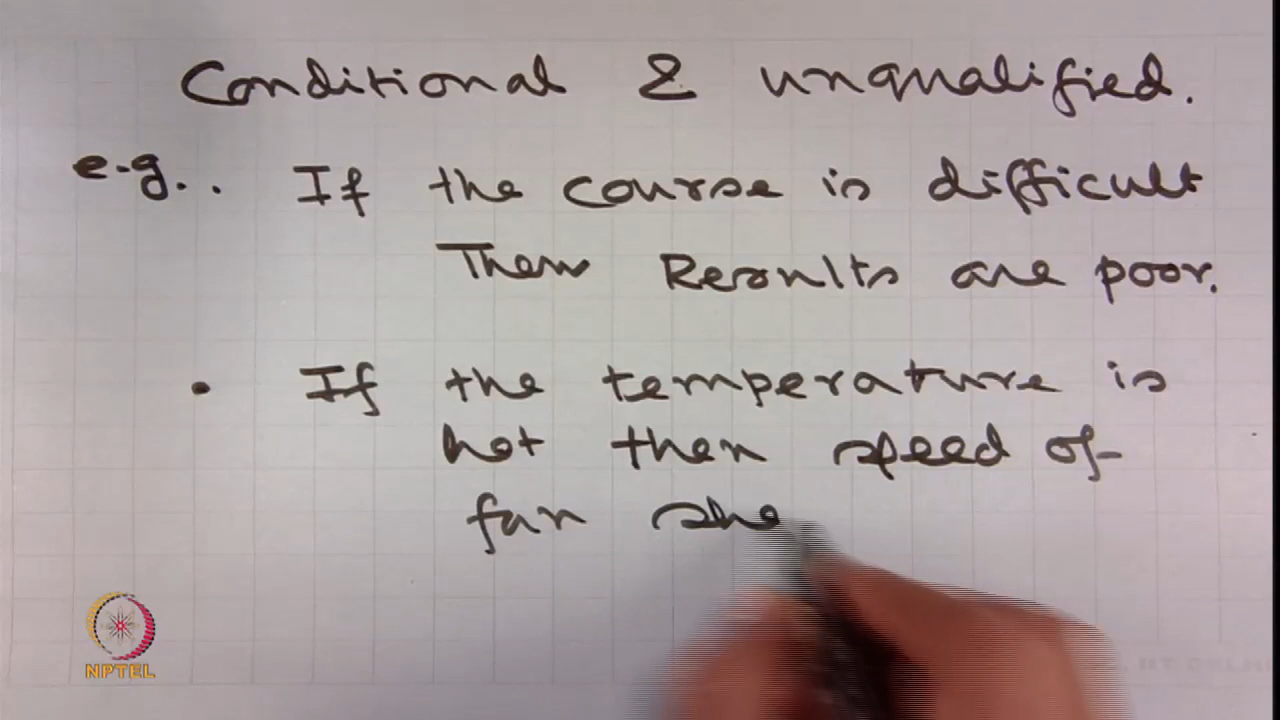 Conditional & unqualified.
e.g.. If the course is difficult
Then Results are poor.
• If the temperature is
hot then speed of
fan sho
NPTEL